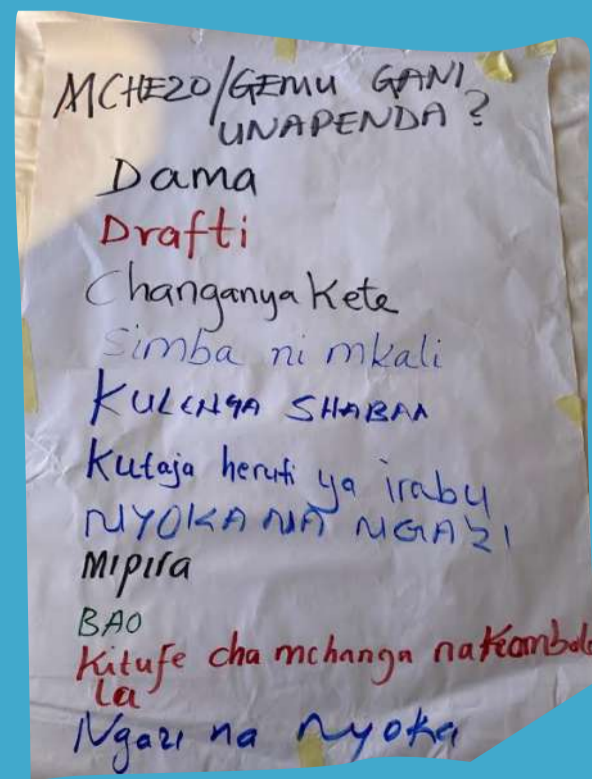 MCHEZO/GEMU GANI
UNAPENDA?
Dama
Drafti
Changanya Kete
Simba ni mkali
KULENGA SHABAA
Kutaja herufi ya irabu
NYOKA NA NGAZI
Mipira
BAO
Kitufe cha mchanga na
la
Ngazi na Nyoka